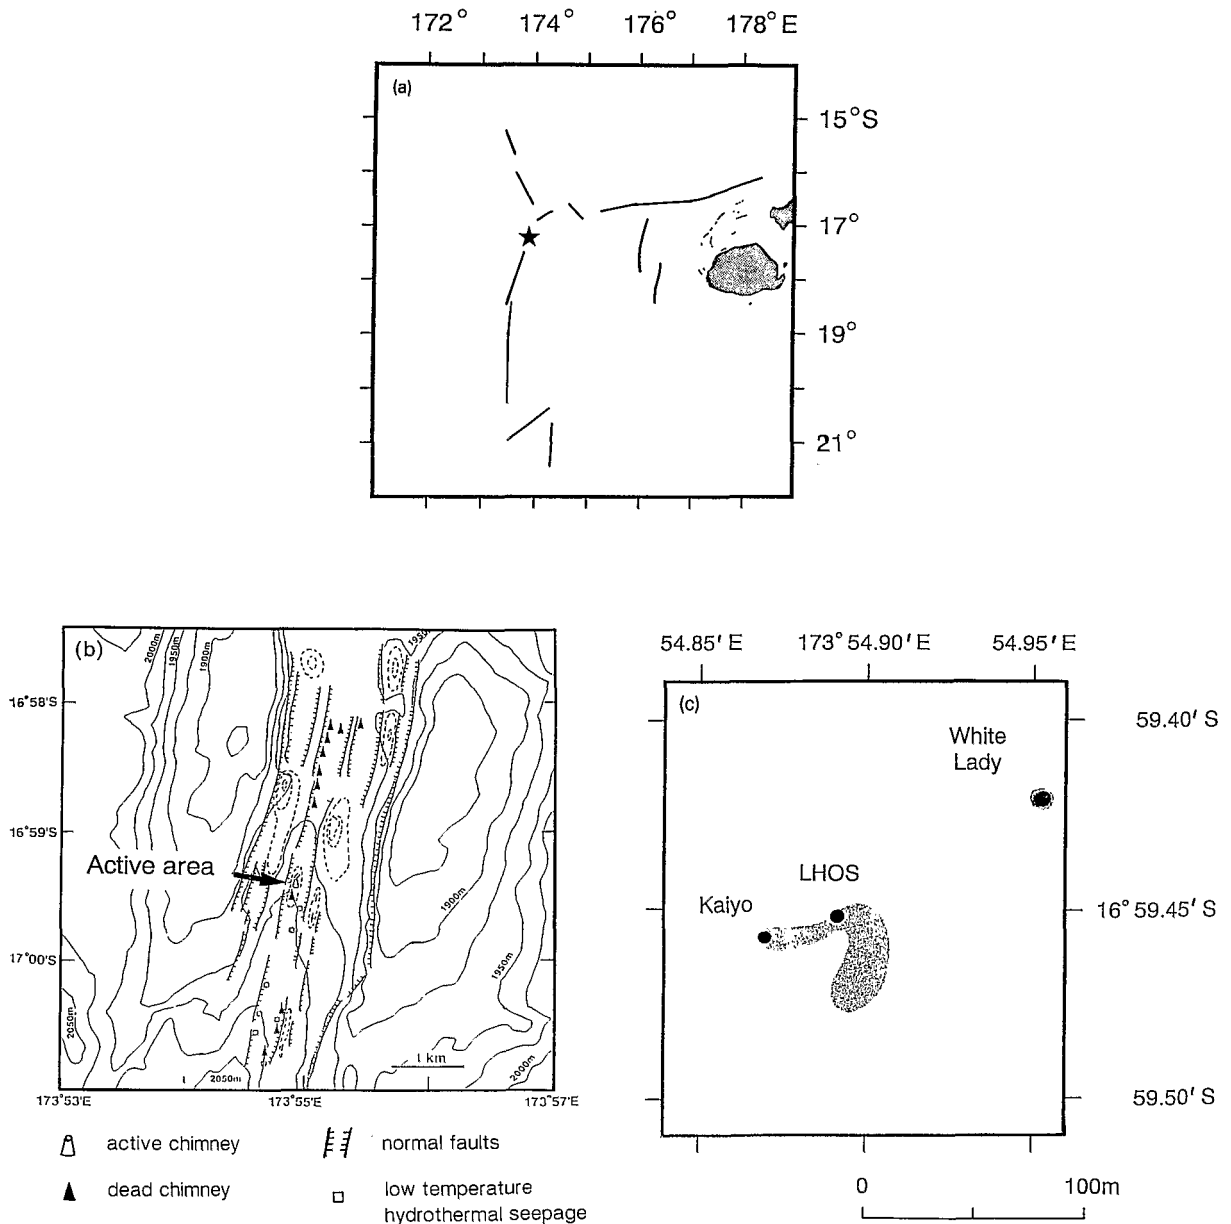 172° 174° 176° 178° E
(a)
15° S
17°
19°
21°
(b)
2000m
1950m
1900m
1950m
16°58'S
16°59'S
Active area
1900m
17°00'S
1950m
2050m
1 km
2050m
2000m
173°53'E 173°55'E 173°57'E
active chimney
normal faults
dead chimney
low temperature
hydrothermal seepage
54.85' E 173° 54.90' E 54.95' E
(c)
59.40' S
White
Lady
LHOS
Kaiyo
16° 59.45' S
59.50' S
0 100m